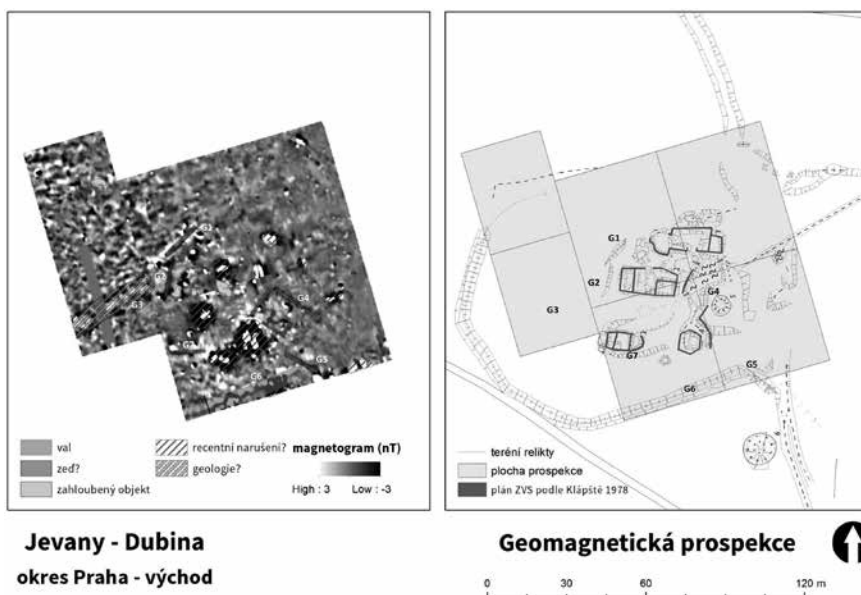 G1
G2
G3
G4
G7
G5
G6
val
zeď?
zahloubený objekt
recentní narušení?
geologie?
magnetogram (nT)
High : 3 Low : -3
G1
G2
G3
G4
G7
G5
G6
terénní relikty
plocha prospekce
plán ZVS podle Klápště 1978
Jevany - Dubina
okres Praha - východ
Geomagnetická prospekce
0 30 60 120 m